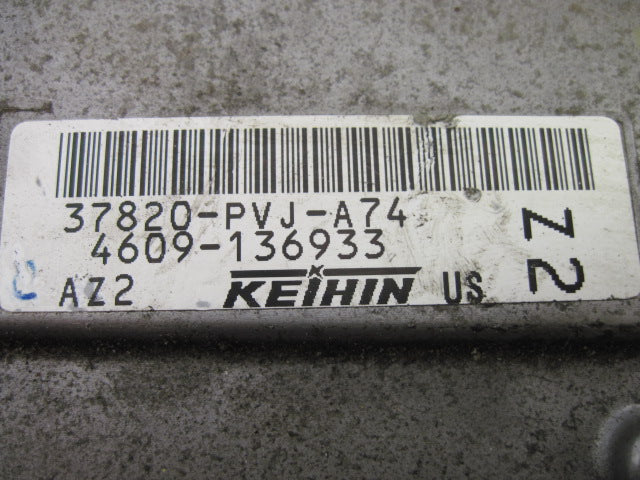 37820-PVJ-A74
4609-136933
AZ2 KEIHIN US
Z2